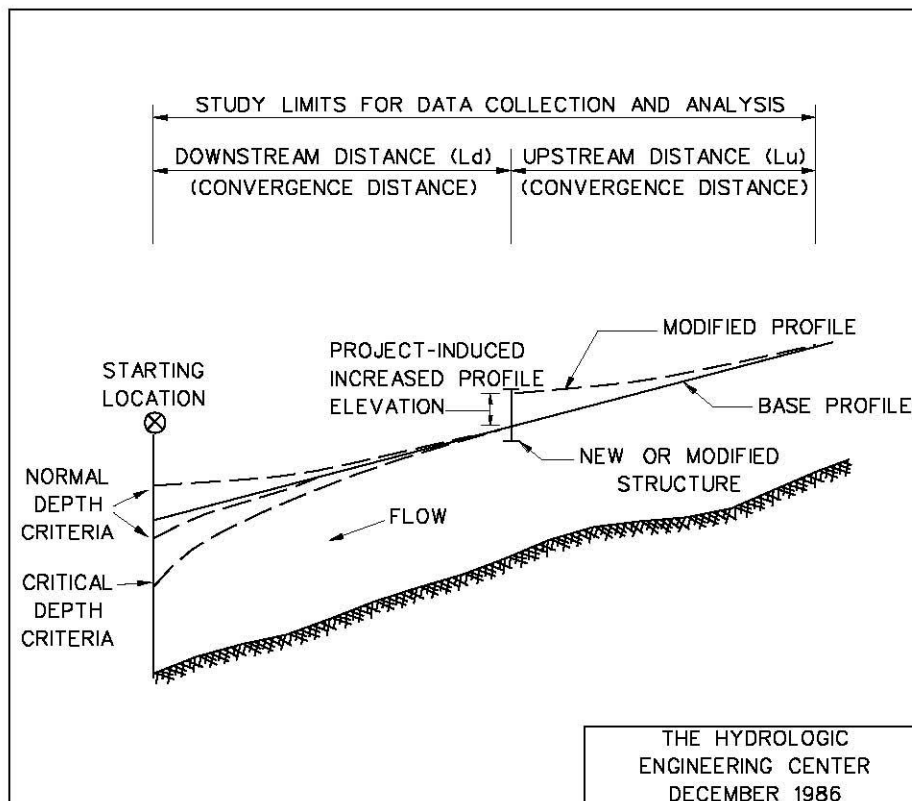 STUDY LIMITS FOR DATA COLLECTION AND ANALYSIS
DOWNSTREAM DISTANCE (Ld)
(CONVERGENCE DISTANCE)
UPSTREAM DISTANCE (Lu)
(CONVERGENCE DISTANCE)
STARTING
LOCATION
PROJECT-INDUCED
INCREASED PROFILE
ELEVATION
MODIFIED PROFILE
BASE PROFILE
NEW OR MODIFIED
STRUCTURE
NORMAL
DEPTH
CRITERIA
FLOW
CRITICAL
DEPTH
CRITERIA
THE HYDROLOGIC
ENGINEERING CENTER
DECEMBER 1986